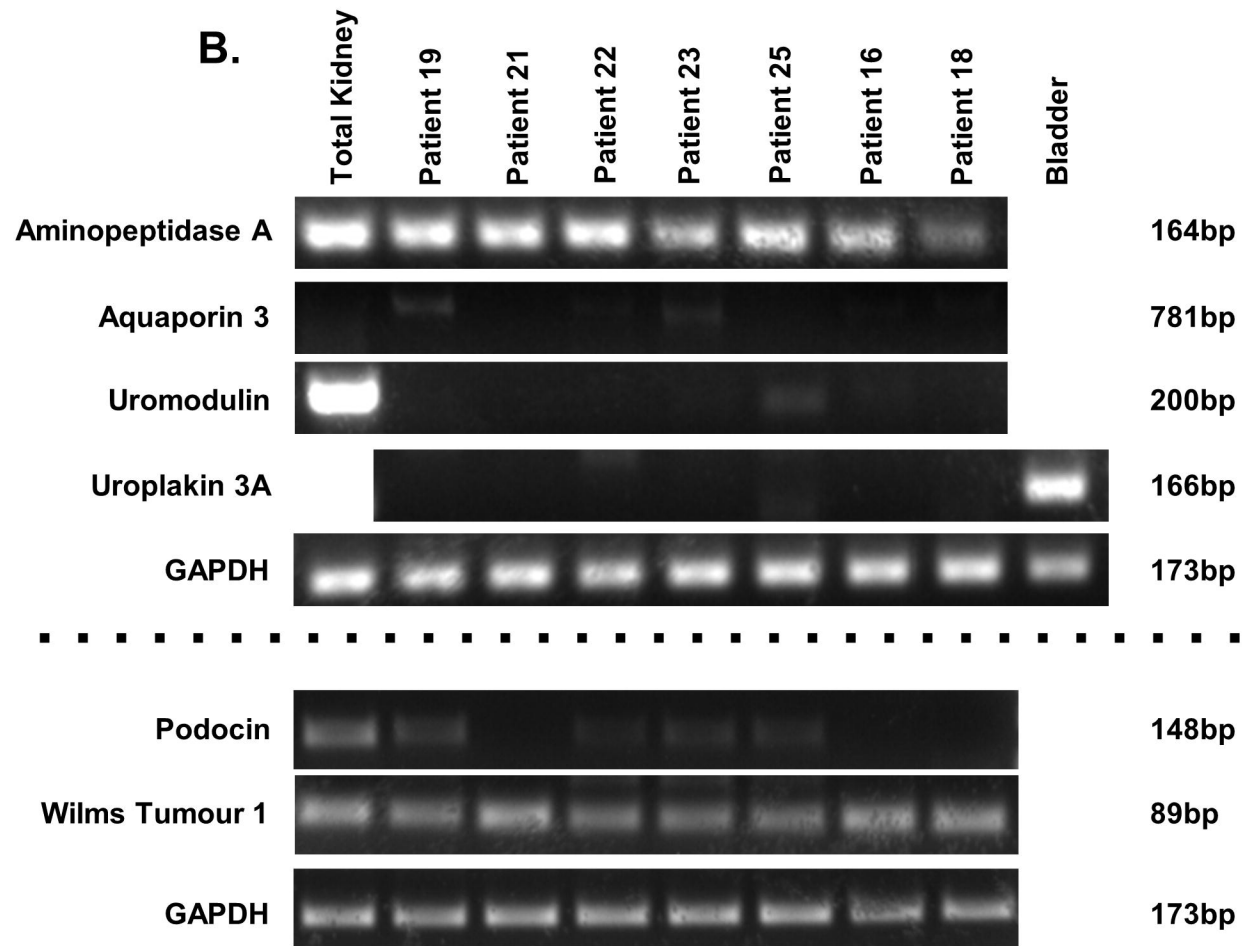 B.
Total Kidney
Patient 19
Patient 21
Patient 22
Patient 23
Patient 25
Patient 16
Patient 18
Bladder
Aminopeptidase A 164bp
Aquaporin 3 781bp
Uromodulin 200bp
Uroplakin 3A 166bp
GAPDH 173bp
Podocin 148bp
Wilms Tumour 1 89bp
GAPDH 173bp